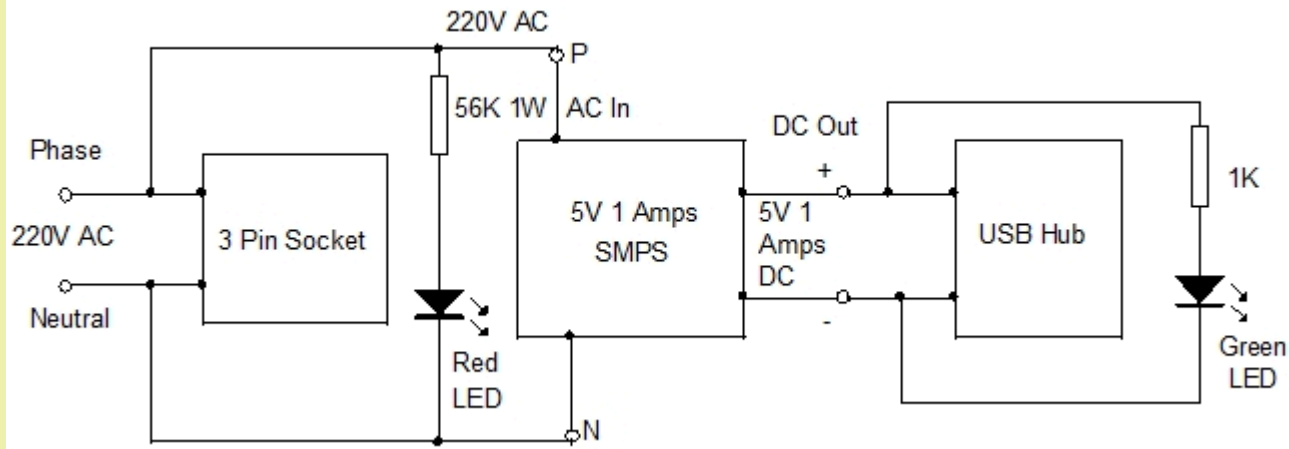 220V AC
P
56K 1W
AC In
Phase
220V AC
Neutral
3 Pin Socket
Red
LED
5V 1 Amps
SMPS
N
DC Out
+
5V 1
Amps
DC
-
USB Hub
1K
Green
LED